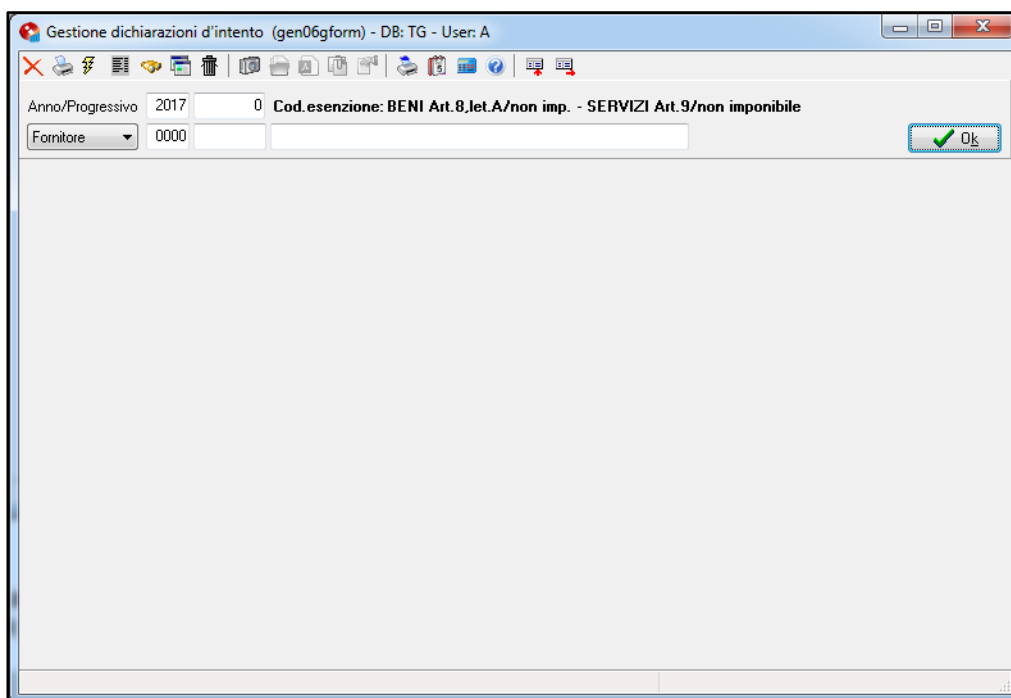 Gestione dichiarazioni d'intento (gen06gform) - DB: TG - User: A
Anno/Progressivo 2017 0 Cod.esenzione: BENI Art.8,let.A/non imp. - SERVIZI Art.9/non imponibile
Fornitore 0000 Ok